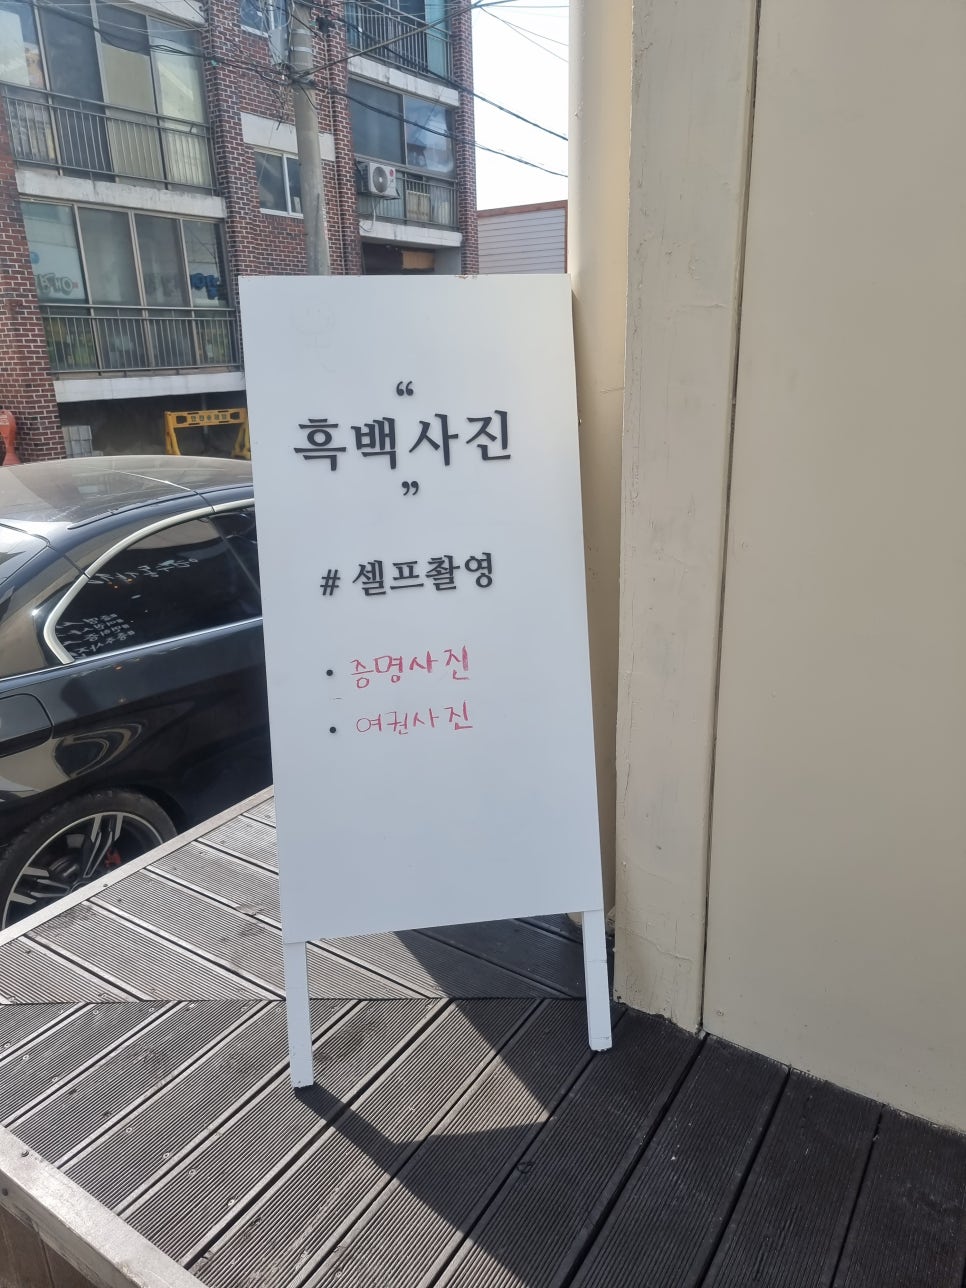 “
흑백사진
”
# 셀프촬영
• 증명사진
• 여권사진